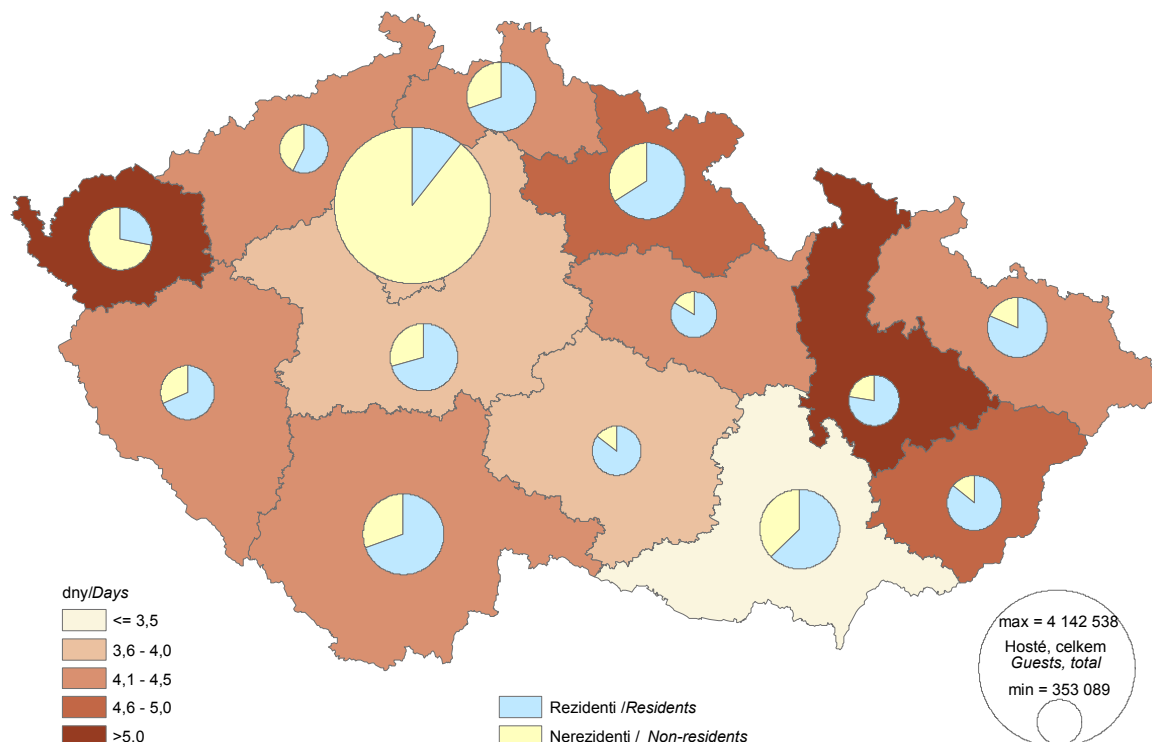 dny/Days
<= 3,5
3,6 - 4,0
4,1 - 4,5
4,6 - 5,0
>5,0
Rezidenti /Residents
Nerezidenti / Non-residents
max = 4 142 538
Hosté, celkem
Guests, total
min = 353 089